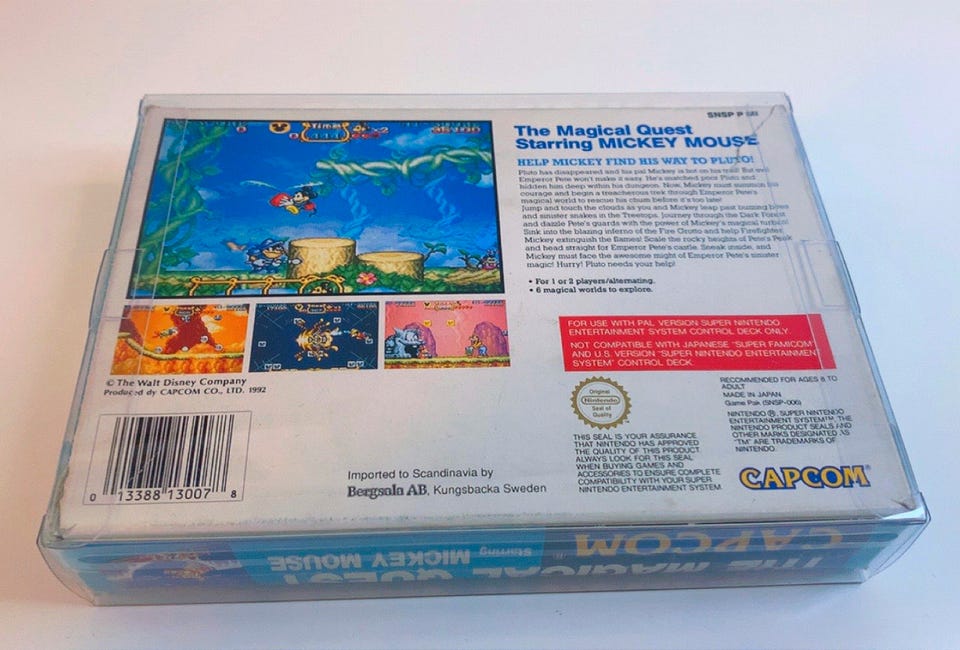 SNSP P
The Magical Quest
Starring MICKEY MOUSE
HELP MICKEY FIND HIS WAY TO PLUTO!
Pluto has disappeared and his pal Mickey is hot on his trail! But evil
Emperor Pete won't make it easy. He's snatched poor Pluto and
hidden him deep within his dungeon. Now, Mickey must summon his
courage and begin a treacherous trek through Emperor Pete's
magical world to rescue his chum before it's too late!
Jump and touch the clouds as you and Mickey leap past buzzing bees
and sinister snakes in the Treetops. Journey through the Dark Forest
and dazzle Pete's guards with the power of Mickey's magical turban!
Sink into the blazing inferno of the Fire Grotto and help Firefighter
Mickey extinguish the flames! Scale the rocky heights of Pete's Peak
and head straight for Emperor Pete's castle. Sneak inside, and
Mickey must face the awesome might of Emperor Pete's sinister
magic! Hurry! Pluto needs your help!
• For 1 or 2 players/alternating.
• 6 magical worlds to explore.
FOR USE WITH PAL VERSION SUPER NINTENDO
ENTERTAINMENT SYSTEM CONTROL DECK ONLY.
NOT COMPATIBLE WITH JAPANESE "SUPER FAMICOM"
AND U.S. VERSION "SUPER NINTENDO ENTERTAINMENT
SYSTEM" CONTROL DECK.
© The Walt Disney Company
Produced dy CAPCOM CO., LTD. 1992
0 13388 13007 8
Imported to Scandinavia by
Bergsala AB, Kungsbacka Sweden
Original
Nintendo
Seal of
Quality
THIS SEAL IS YOUR ASSURANCE
THAT NINTENDO HAS APPROVED
THE QUALITY OF THIS PRODUCT.
ALWAYS LOOK FOR THIS SEAL
WHEN BUYING GAMES AND
ACCESSORIES TO ENSURE COMPLETE
COMPATIBILITY WITH YOUR SUPER
NINTENDO ENTERTAINMENT SYSTEM.
RECOMMENDED FOR AGES 8 TO
ADULT
MADE IN JAPAN
Game Pak (SNSP-006)
NINTENDO ®, SUPER NINTENDO
ENTERTAINMENT SYSTEM™, THE
NINTENDO PRODUCT SEALS AND
OTHER MARKS DESIGNATED AS
"TM" ARE TRADEMARKS OF
NINTENDO.
CAPCOM®
CAPCOM®
THE MAGICAL QUEST
Starring MICKEY MOUSE